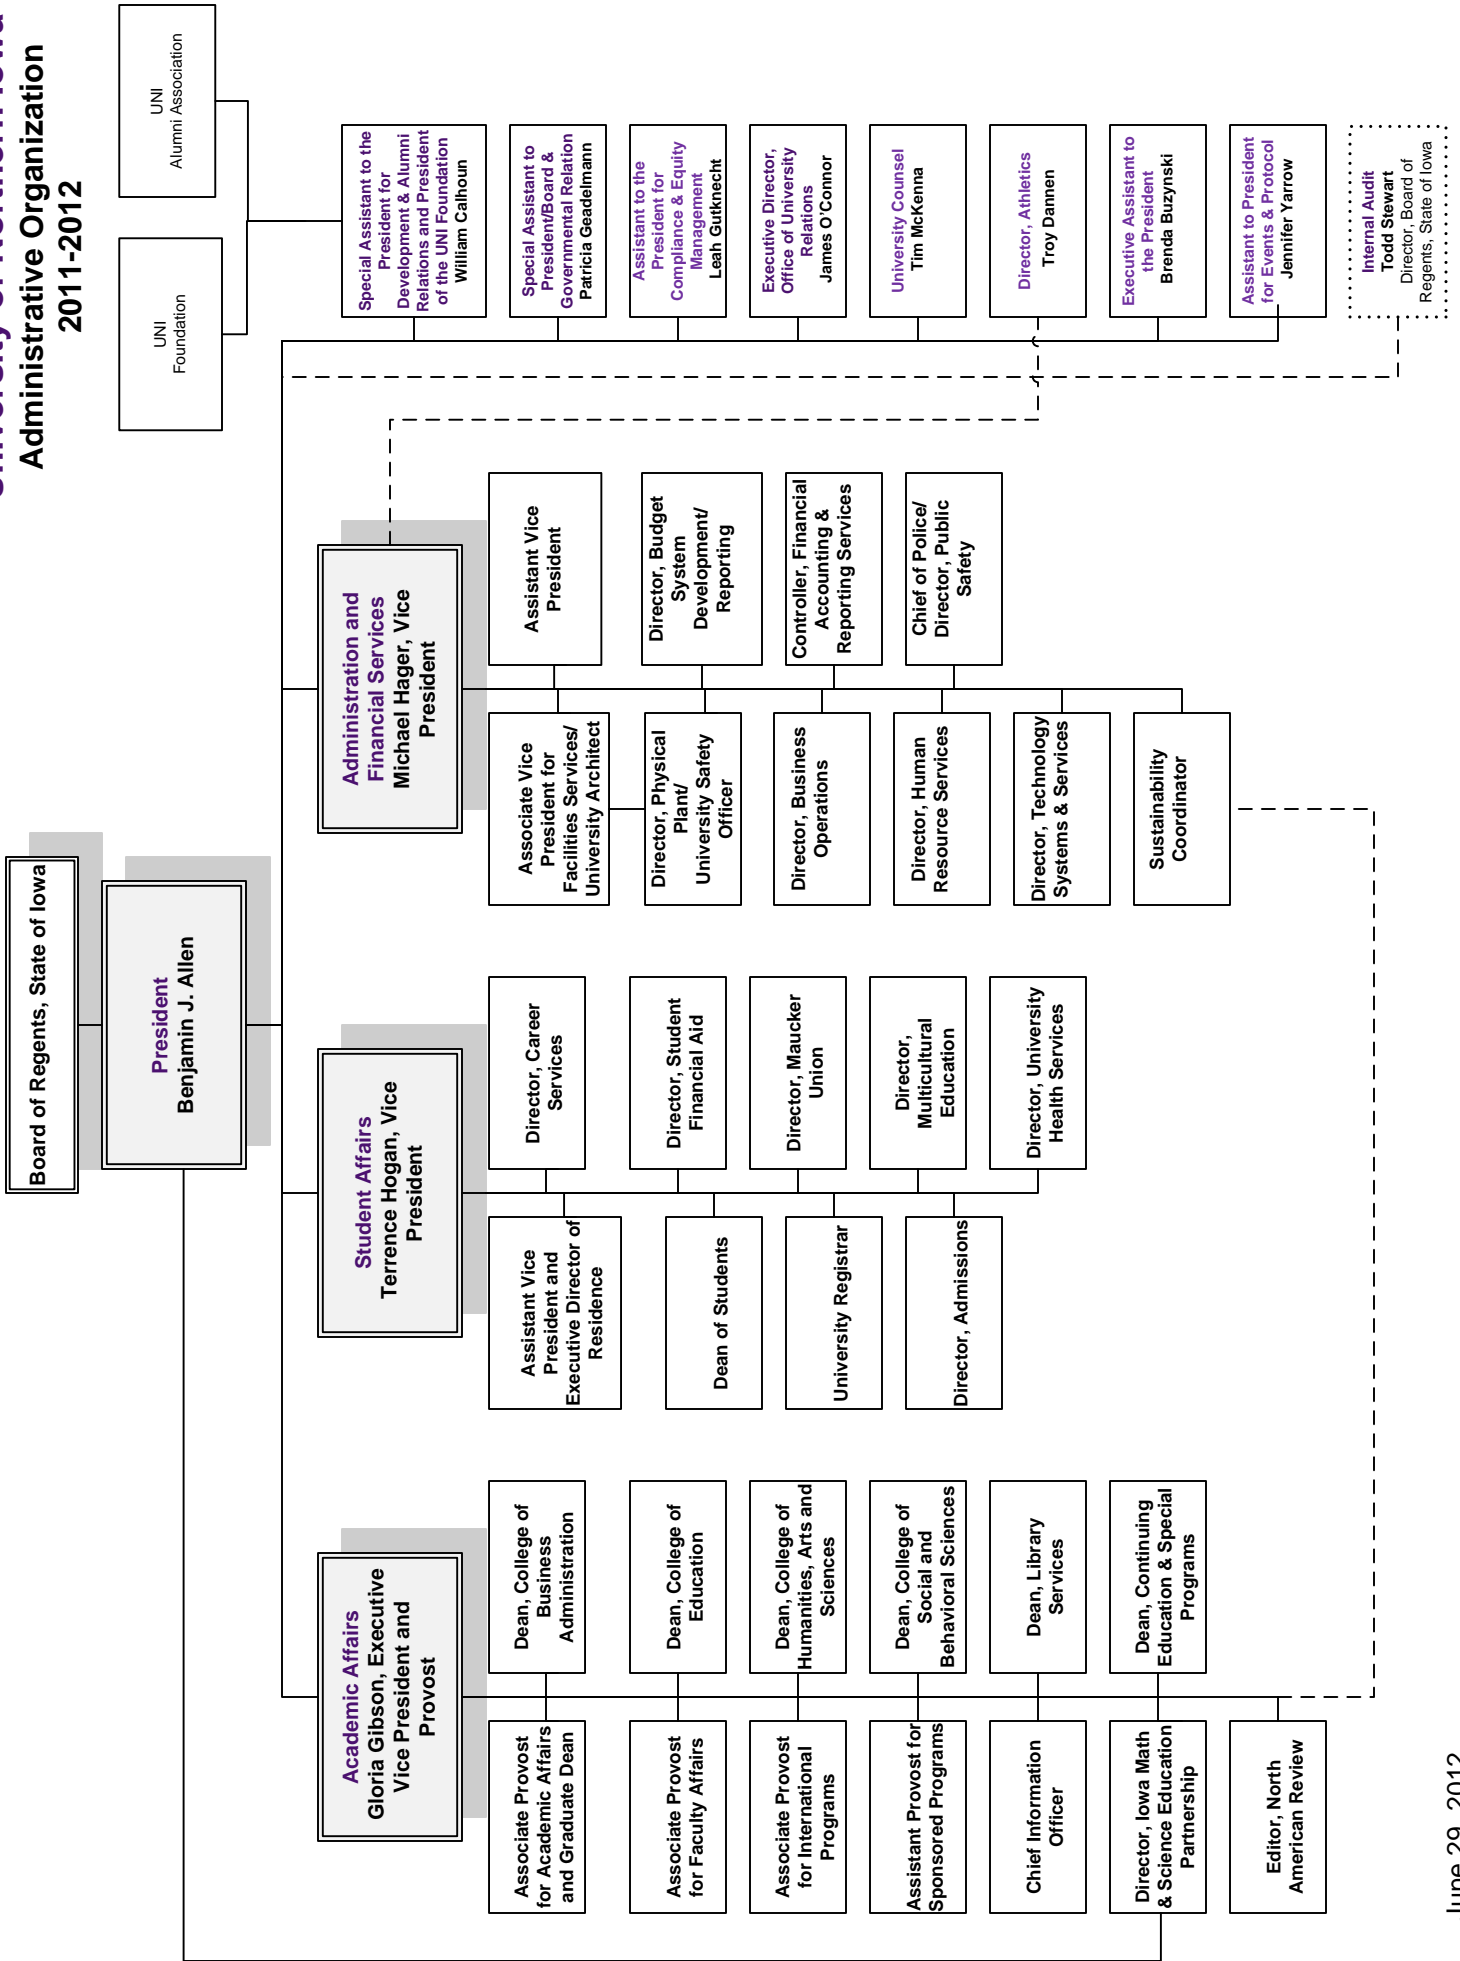 Administrative Organization
2011-2012
UNI
Foundation
UNI
Alumni Association
Board of Regents, State of Iowa
President
Benjamin J. Allen
Academic Affairs
Gloria Gibson, Executive
Vice President and
Provost
Student Affairs
Terrence Hogan, Vice
President
Administration and
Financial Services
Michael Hager, Vice
President
Associate Provost
for Academic Affairs
and Graduate Dean
Associate Provost
for Faculty Affairs
Associate Provost
for International
Programs
Assistant Provost for
Sponsored Programs
Chief Information
Officer
Director, Iowa Math
& Science Education
Partnership
Editor, North
American Review
Dean, College of
Business
Administration
Dean, College of
Education
Dean, College of
Humanities, Arts and
Sciences
Dean, College of
Social and
Behavioral Sciences
Dean, Library
Services
Dean, Continuing
Education & Special
Programs
Assistant Vice
President and
Executive Director of
Residence
Dean of Students
University Registrar
Director, Admissions
Director, Career
Services
Director, Student
Financial Aid
Director, Maucker
Union
Director,
Multicultural
Education
Director, University
Health Services
Associate Vice
President for
Facilities Services/
University Architect
Director, Physical
Plant/
University Safety
Officer
Director, Business
Operations
Director, Human
Resource Services
Director, Technology
Systems & Services
Sustainability
Coordinator
Assistant Vice
President
Director, Budget
System
Development/
Reporting
Controller, Financial
Accounting &
Reporting Services
Chief of Police/
Director, Public
Safety
Special Assistant to the
President for
Development & Alumni
Relations and President
of the UNI Foundation
William Calhoun
Special Assistant to
President/Board &
Governmental Relation
Patricia Geadelmann
Assistant to the
President for
Compliance & Equity
Management
Leah Gutknecht
Executive Director,
Office of University
Relations
James O’Connor
University Counsel
Tim McKenna
Director, Athletics
Troy Dannen
Executive Assistant to
the President
Brenda Buzynski
Assistant to President
for Events & Protocol
Jennifer Yarrow
Internal Audit
Todd Stewart
Director, Board of
Regents, State of Iowa
June 29, 2012